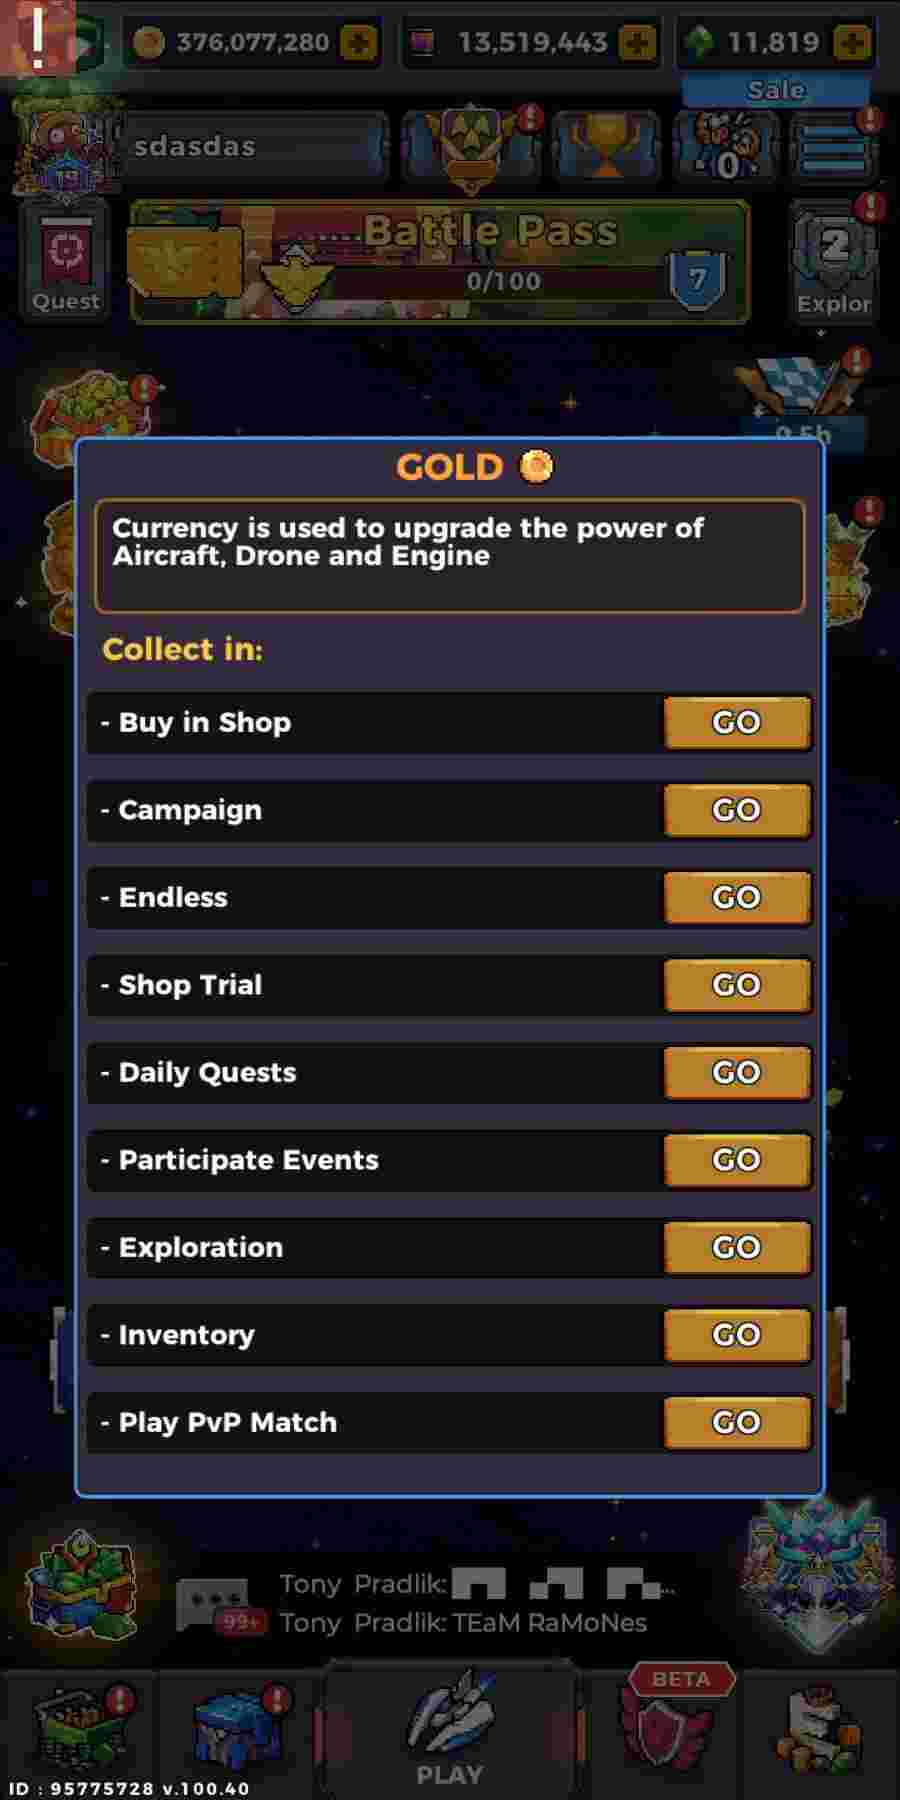 376,077,280
13,519,443
11,819
Sale
sdasdas
19
0
Battle Pass
0/100
7
Quest
2
Explor
9.5h
GOLD
Currency is used to upgrade the power of
Aircraft, Drone and Engine
Collect in:
- Buy in Shop GO
- Campaign GO
- Endless GO
- Shop Trial GO
- Daily Quests GO
- Participate Events GO
- Exploration GO
- Inventory GO
- Play PvP Match GO
Tony Pradlik:
99+
Tony Pradlik: TEaM RaMoNes
BETA
PLAY
ID : 95775728 v.100.40